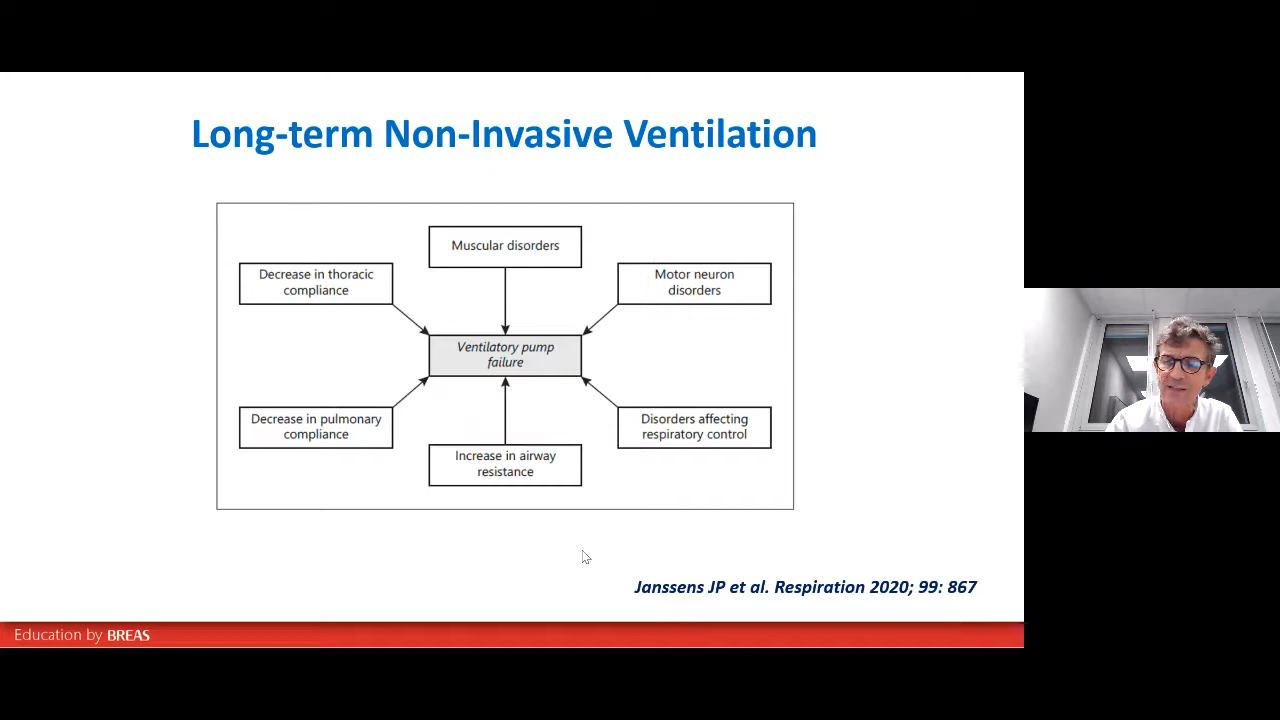 Long-term Non-Invasive Ventilation
Muscular disorders
Decrease in thoracic
compliance
Motor neuron
disorders
Ventilatory pump
failure
Decrease in pulmonary
compliance
Disorders affecting
respiratory control
Increase in airway
resistance
Janssens JP et al. Respiration 2020; 99: 867
Education by BREAS